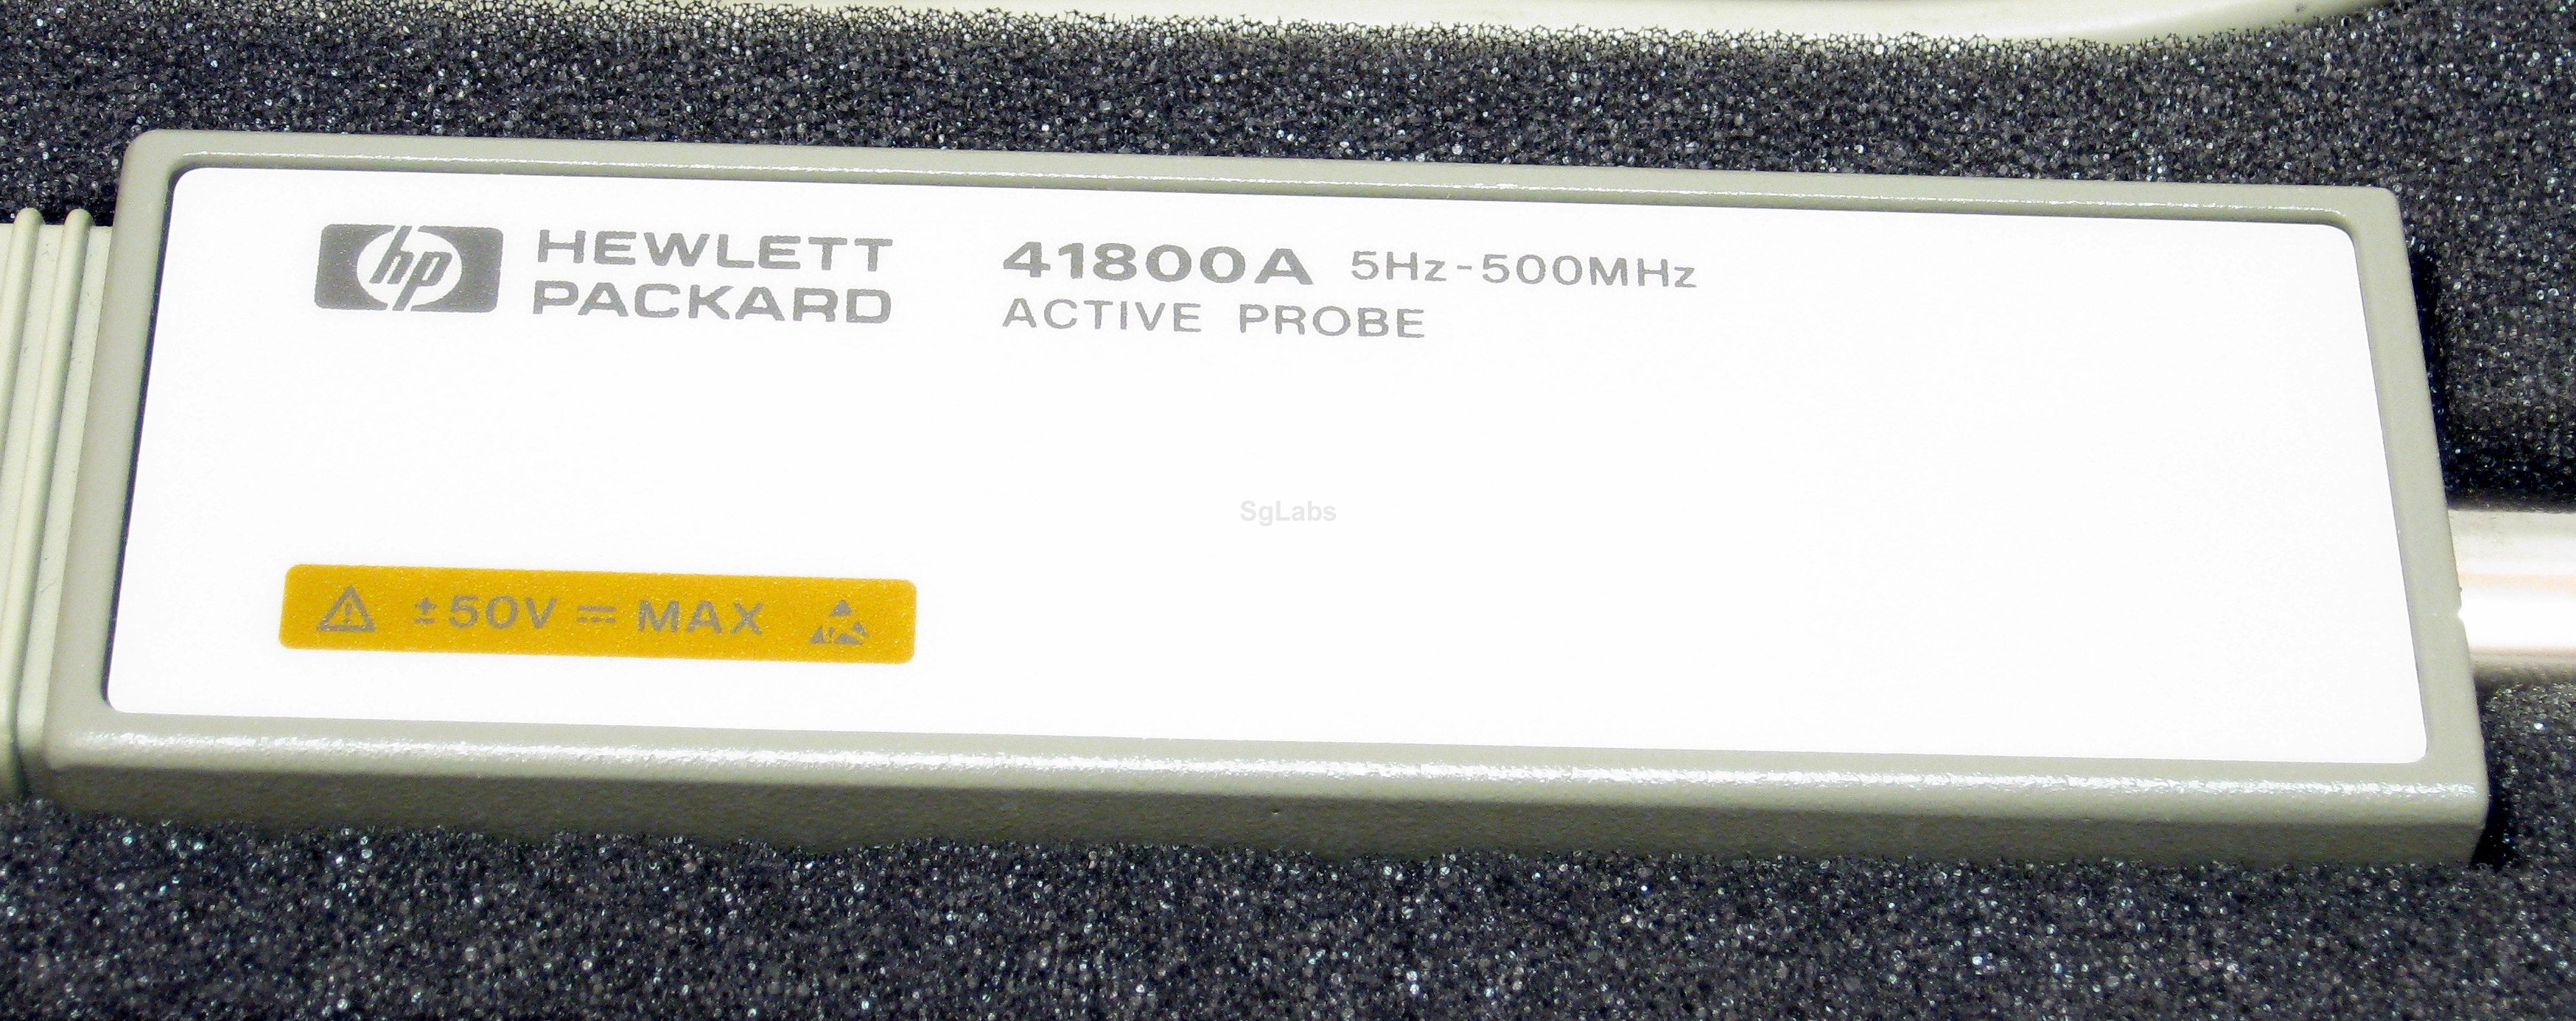 hp HEWLETT
PACKARD
41800A 5Hz-500MHz
ACTIVE PROBE
SgLabs
±50V ⎓ MAX